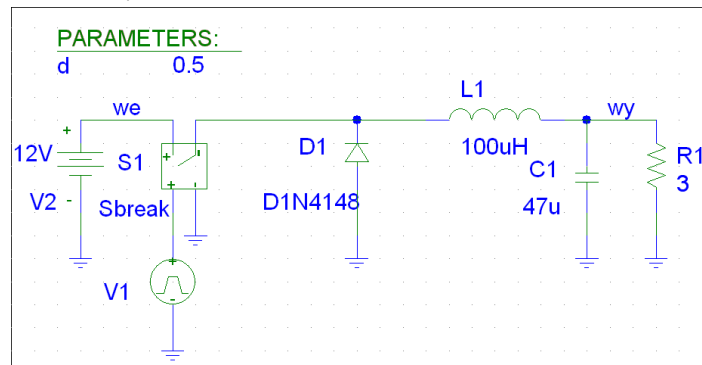 PARAMETERS:
d 0.5
we
L1
wy
12V
S1
D1
100uH
C1
R1
3
V2
Sbreak
D1N4148
47u
V1